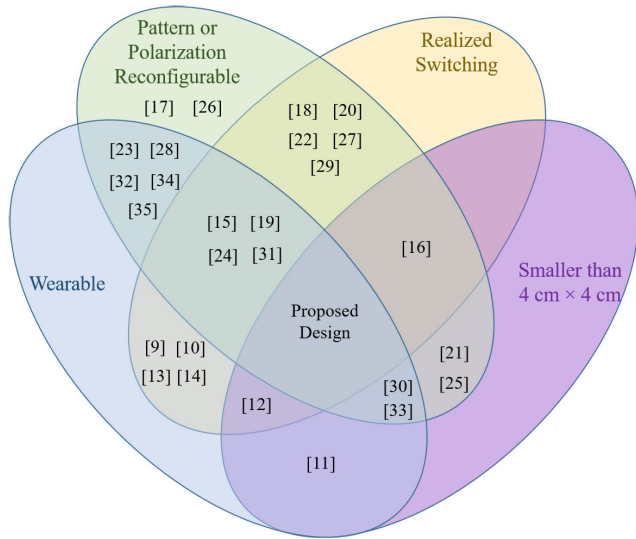 Pattern or
Polarization
Reconfigurable
Realized
Switching
[17] [26]
[18] [20]
[22] [27]
[29]
[23] [28]
[32] [34]
[35]
[15] [19]
[24] [31]
[16]
Wearable
Smaller than
4 cm × 4 cm
Proposed
Design
[9] [10]
[13] [14]
[21]
[25]
[30]
[33]
[12]
[11]